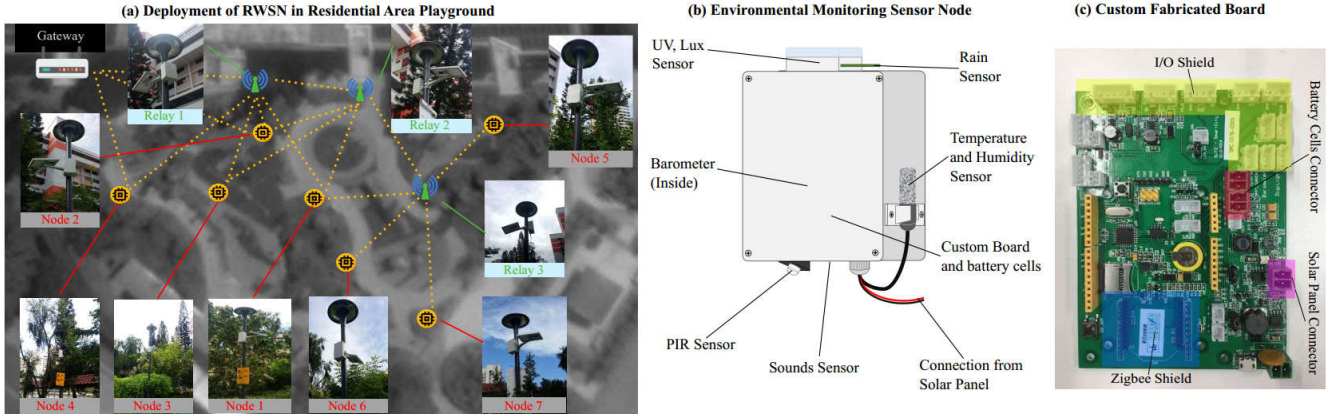 (a) Deployment of RWSN in Residential Area Playground
Gateway
Relay 1
Relay 2
Node 5
Node 2
Relay 3
Node 4
Node 3
Node 1
Node 6
Node 7
(b) Environmental Monitoring Sensor Node
UV, Lux
Sensor
Rain
Sensor
Temperature
and Humidity
Sensor
Barometer
(Inside)
Custom Board
and battery cells
PIR Sensor
Sounds Sensor
Connection from
Solar Panel
(c) Custom Fabricated Board
I/O Shield
Battery Cells Connector
Solar Panel Connector
Zigbee Shield